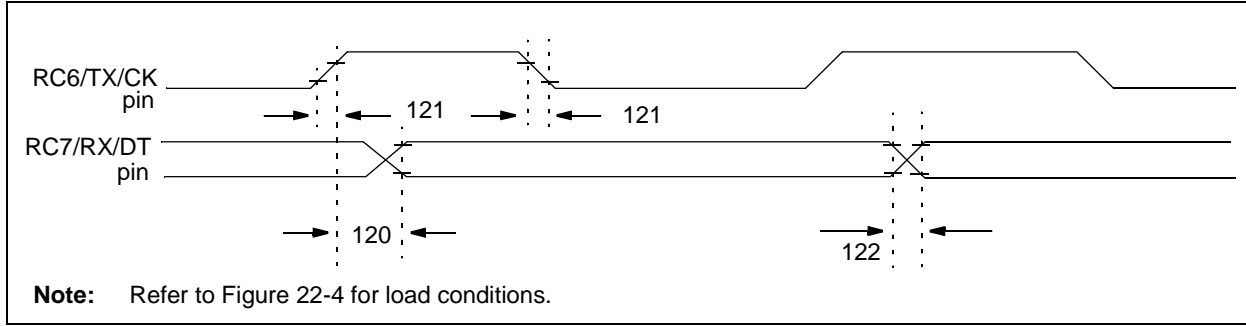 RC6/TX/CK
pin
121
121
RC7/RX/DT
pin
120
122
Note: Refer to Figure 22-4 for load conditions.